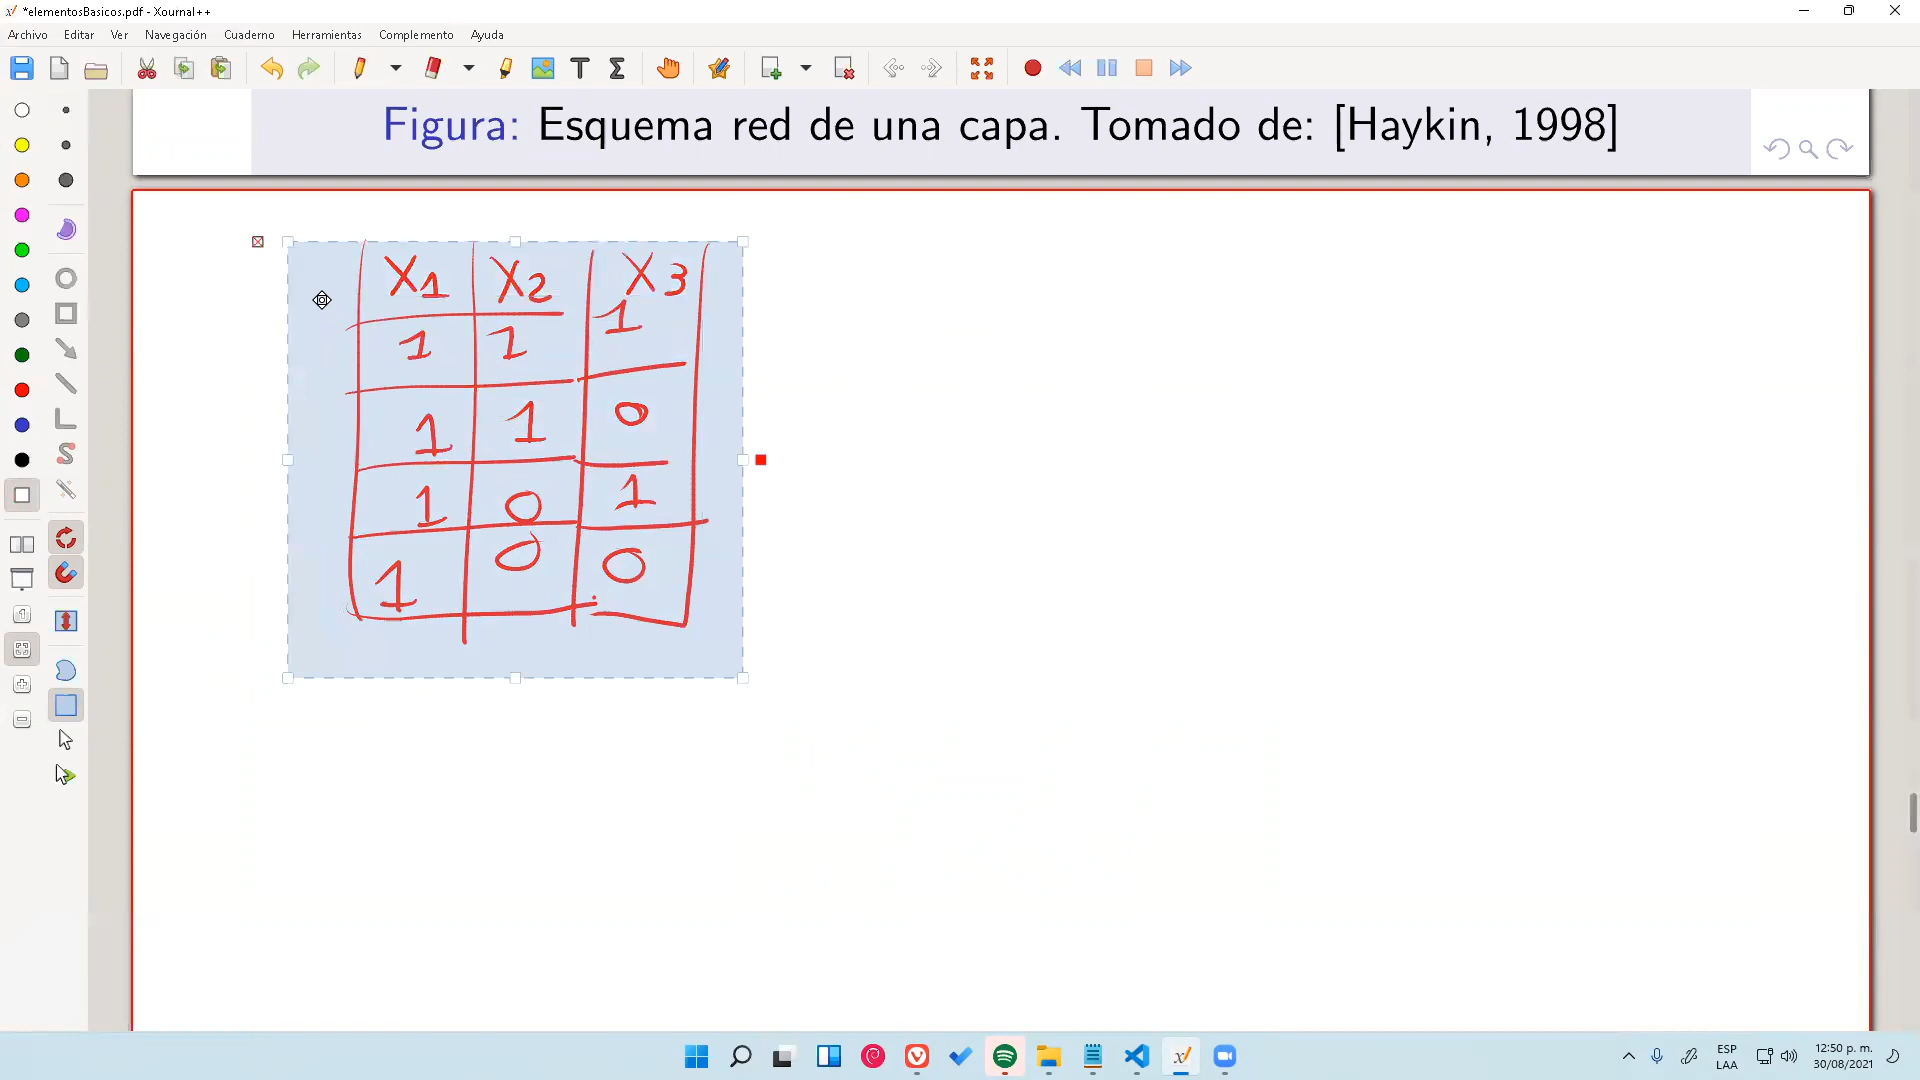 *elementosBasicos.pdf - Xournal++
Archivo Editar Ver Navegación Cuaderno Herramientas Complemento Ayuda
Figura: Esquema red de una capa. Tomado de: [Haykin, 1998]
X1 X2 X3
1 1 1
1 1 0
1 0 1
1 0 0
ESP
LAA
12:50 p. m.
30/08/2021